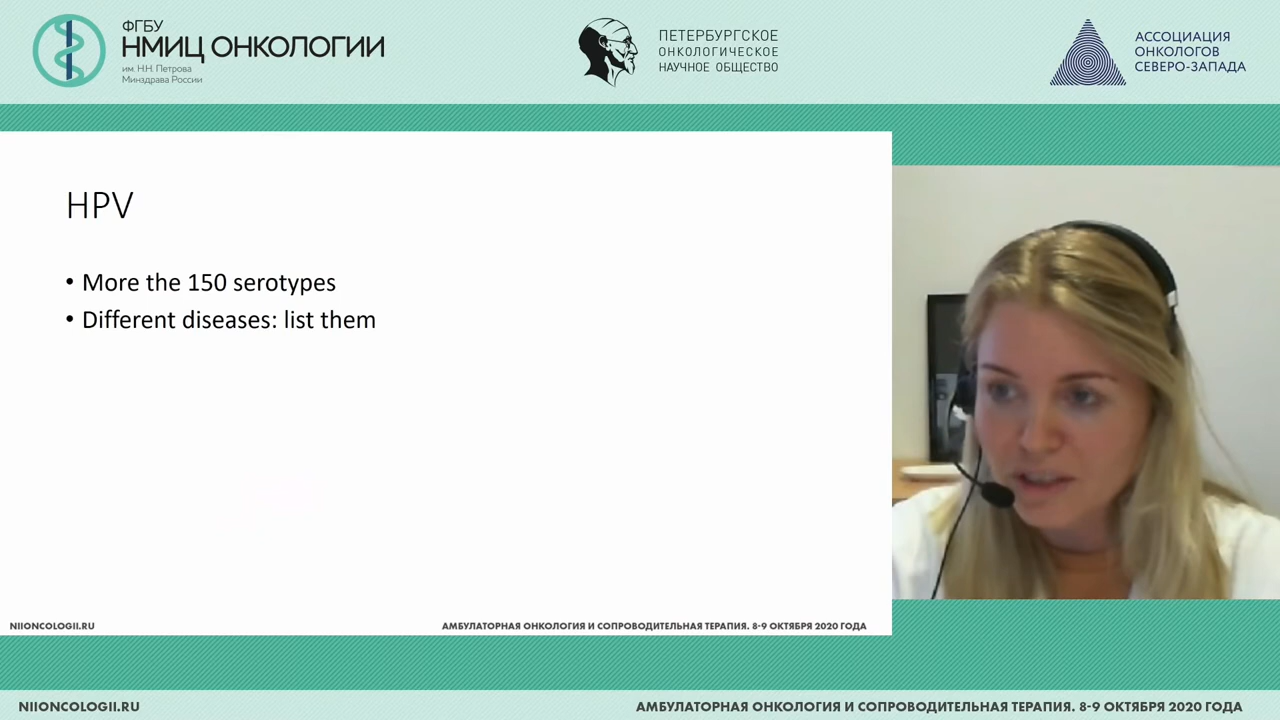 ФГБУ
НМИЦ ОНКОЛОГИИ
им. Н.Н. Петрова
Минздрава России
ПЕТЕРБУРГСКОЕ
ОНКОЛОГИЧЕСКОЕ
НАУЧНОЕ ОБЩЕСТВО
АССОЦИАЦИЯ
ОНКОЛОГОВ
СЕВЕРО-ЗАПАДА
HPV
• More the 150 serotypes
• Different diseases: list them
NIIONCOLOGII.RU
АМБУЛАТОРНАЯ ОНКОЛОГИЯ И СОПРОВОДИТЕЛЬНАЯ ТЕРАПИЯ. 8-9 ОКТЯБРЯ 2020 ГОДА
NIIONCOLOGII.RU
АМБУЛАТОРНАЯ ОНКОЛОГИЯ И СОПРОВОДИТЕЛЬНАЯ ТЕРАПИЯ. 8-9 ОКТЯБРЯ 2020 ГОДА